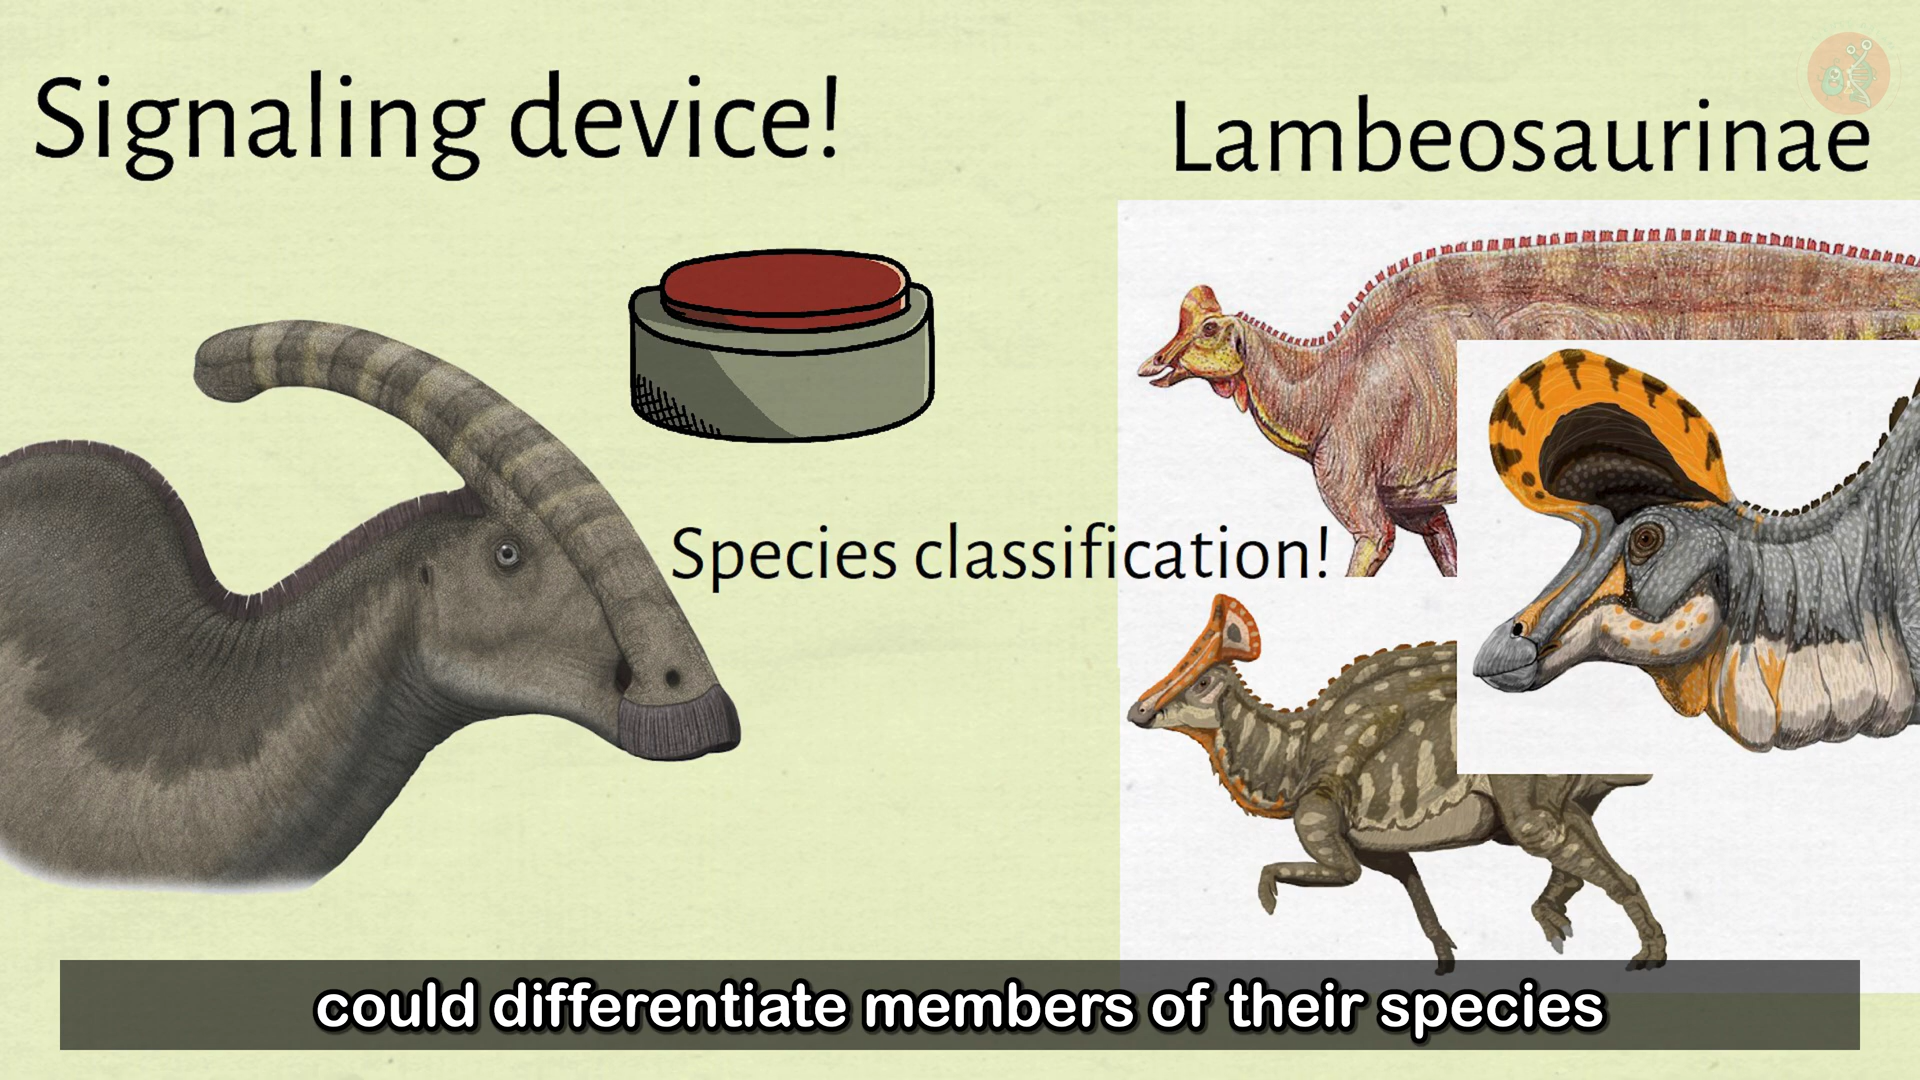 Signaling device!
Lambeosaurinae
Species classification!
could differentiate members of their species